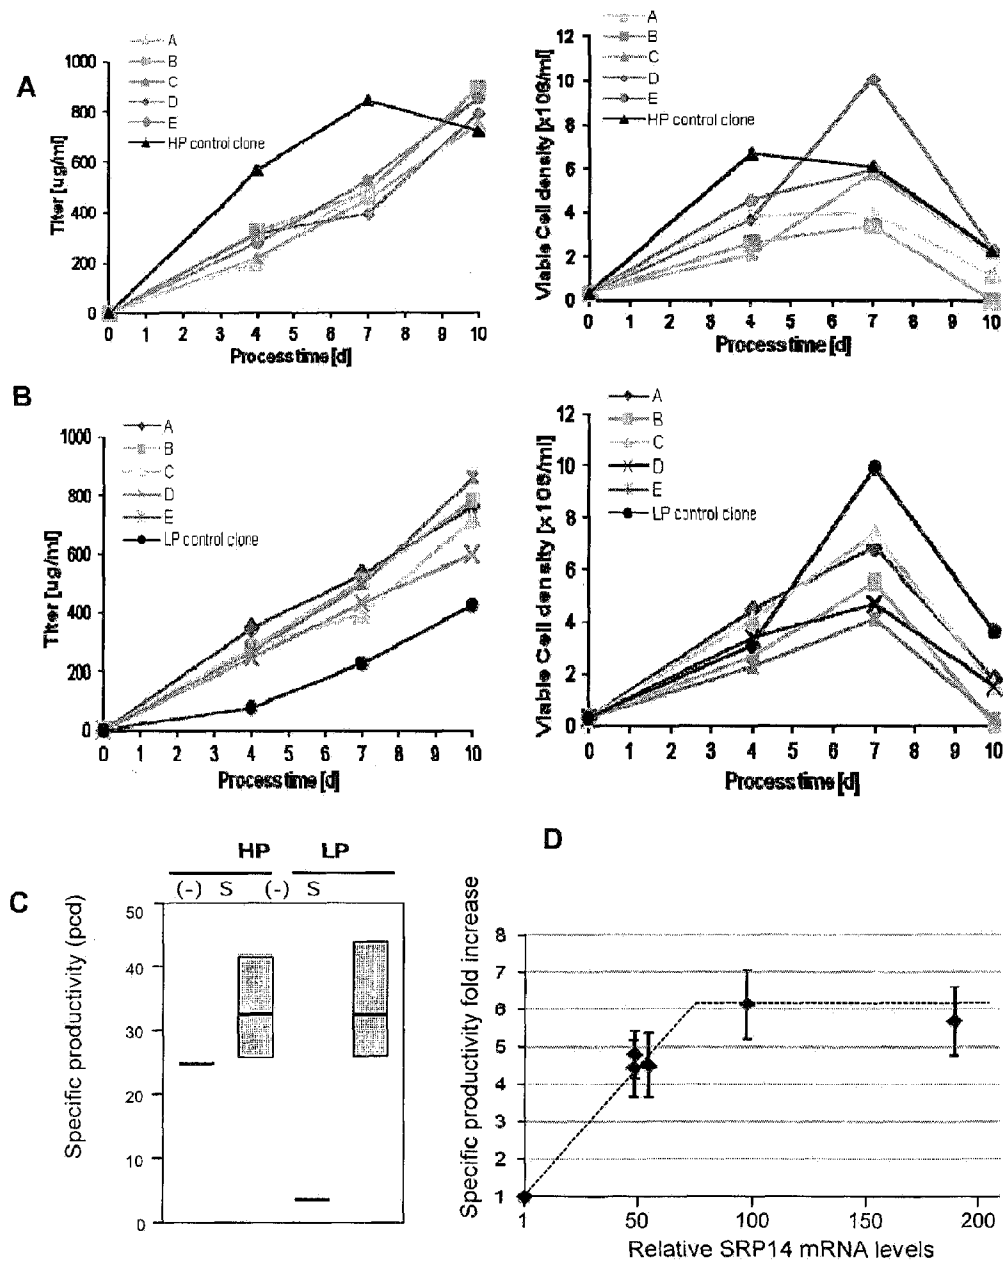 A
Titer [ug/ml]
1000
800
600
400
200
0
0 1 2 3 4 5 6 7 8 9 10
Process time [d]
A
B
C
D
E
HP control clone
Viable Cell density [x106/ml]
12
10
8
6
4
2
0
0 1 2 3 4 5 6 7 8 9 10
Process time [d]
A
B
C
D
E
HP control clone
B
Titer [ug/ml]
1000
800
600
400
200
0
0 1 2 3 4 5 6 7 8 9 10
Process time [d]
A
B
C
D
E
LP control clone
Viable Cell density [x106/ml]
12
10
8
6
4
2
0
0 1 2 3 4 5 6 7 8 9 10
Process time [d]
A
B
C
D
E
LP control clone
C
HP LP
(-) S (-) S
Specific productivity (pcd)
50
40
30
20
10
0
D
Specific productivity fold increase
8
7
6
5
4
3
2
1
1 50 100 150 200
Relative SRP14 mRNA levels